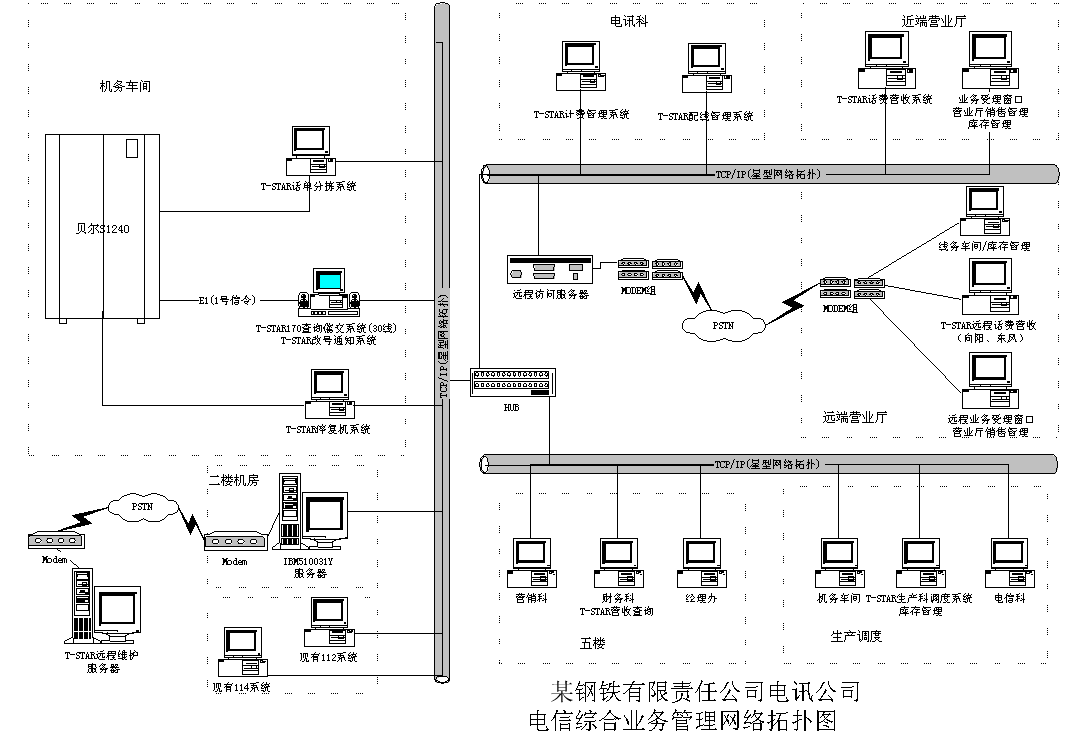 机务车间
贝尔S1240
T-STAR话单分拣系统
E1(1号信令)
T-STAR170查询催交系统(30线)
T-STAR改号通知系统
T-STAR停复机系统
TCP/IP(星型网络拓扑)
HUB
电讯科
T-STAR计费管理系统
T-STAR配线管理系统
近端营业厅
T-STAR话费营收系统
业务受理窗口
营业厅销售管理
库存管理
TCP/IP(星型网络拓扑)
远程访问服务器
MODEM组
PSTN
MODEM组
线务车间/库存管理
T-STAR远程话费营收
(向阳、东风)
远程业务受理窗口
营业厅销售管理
远端营业厅
TCP/IP(星型网络拓扑)
二楼机房
PSTN
Modem
Modem
IBM510031Y
服务器
T-STAR远程维护
服务器
现有112系统
现有114系统
营销科
财务科
T-STAR营收查询
经理办
五楼
机务车间
T-STAR生产科调度系统
库存管理
电信科
生产调度
某钢铁有限责任公司电讯公司
电信综合业务管理网络拓扑图